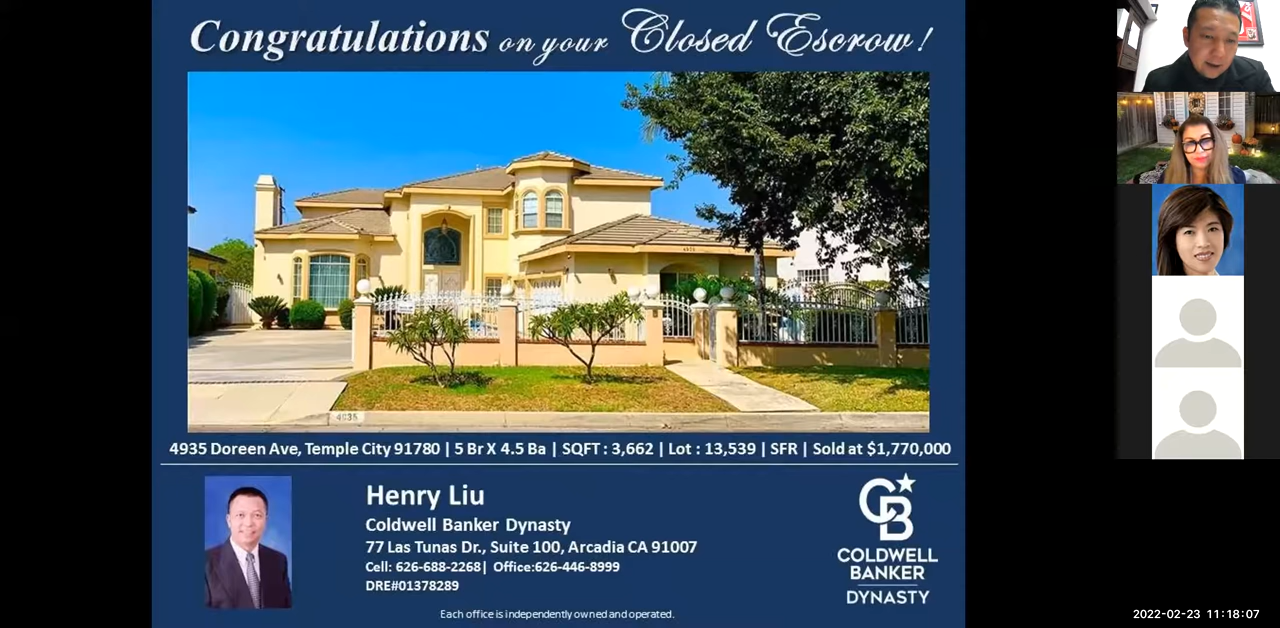 Congratulations on your Closed Escrow!
4935
4935 Doreen Ave, Temple City 91780 | 5 Br X 4.5 Ba | SQFT : 3,662 | Lot : 13,539 | SFR | Sold at $1,770,000
Henry Liu
Coldwell Banker Dynasty
77 Las Tunas Dr., Suite 100, Arcadia CA 91007
Cell: 626-688-2268| Office:626-446-8999
DRE#01378289
CB
COLDWELL
BANKER
DYNASTY
Each office is independently owned and operated.
2022-02-23 11:18:07